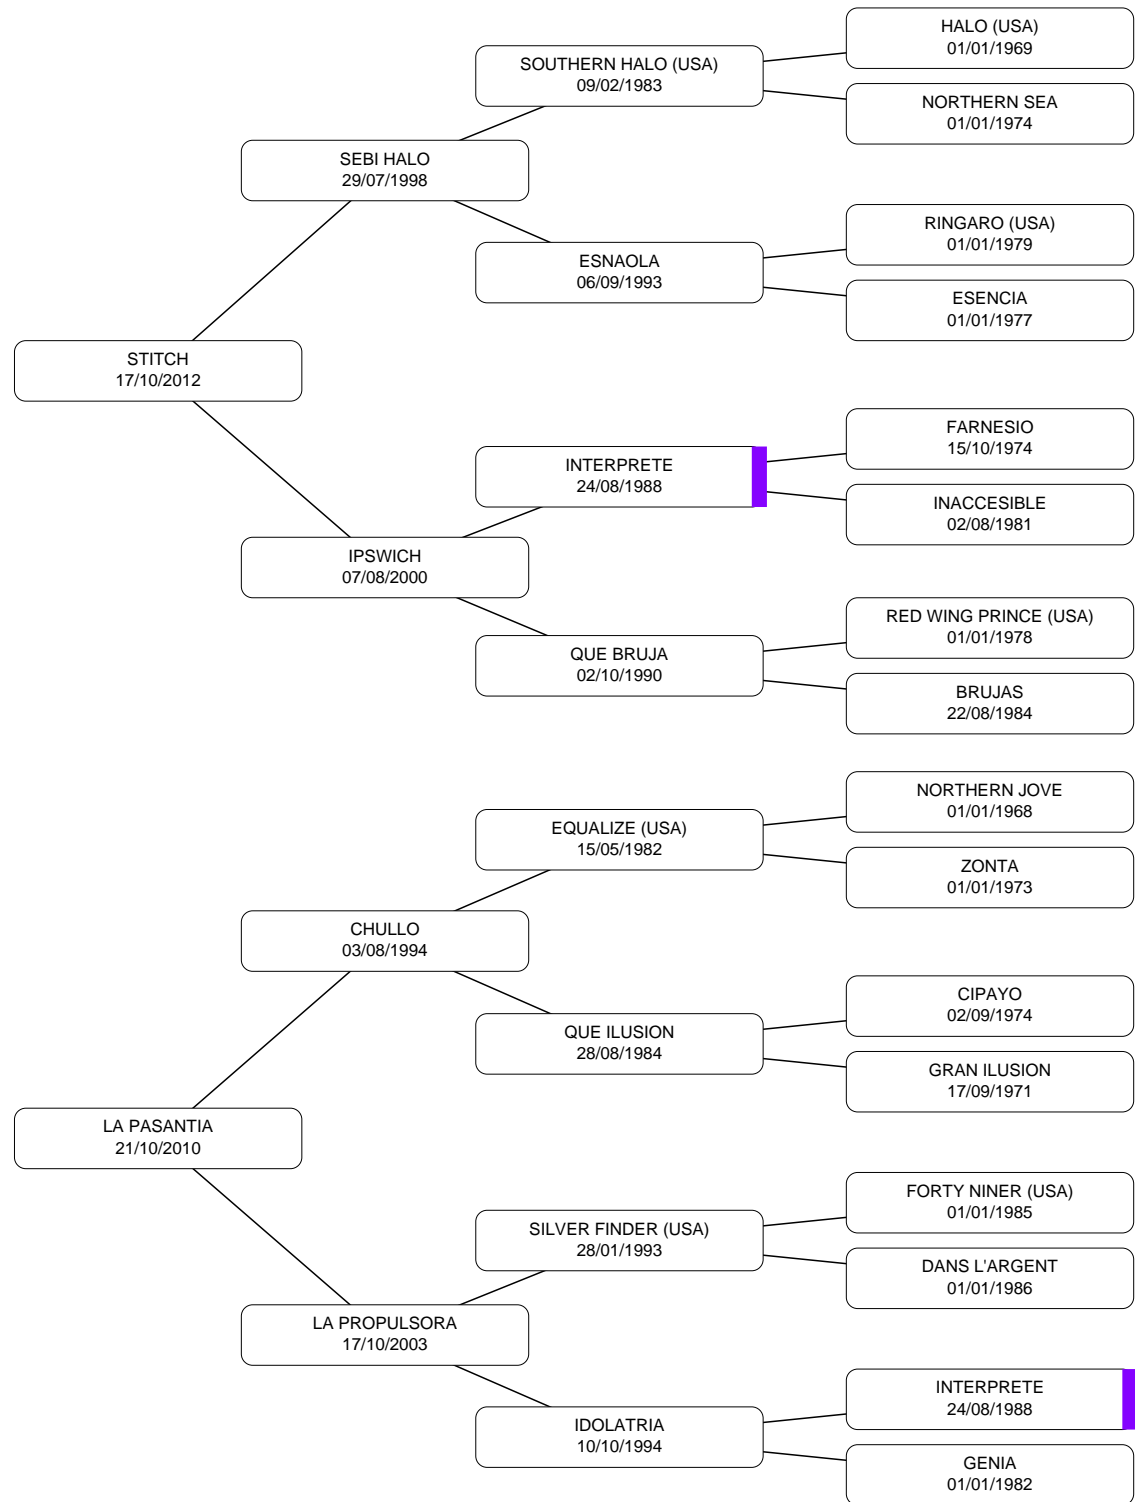 HALO (USA)
01/01/1969
SOUTHERN HALO (USA)
09/02/1983
NORTHERN SEA
01/01/1974
SEBI HALO
29/07/1998
RINGARO (USA)
01/01/1979
ESNAOLA
06/09/1993
ESENCIA
01/01/1977
STITCH
17/10/2012
FARNESIO
15/10/1974
INTERPRETE
24/08/1988
INACCESIBLE
02/08/1981
IPSWICH
07/08/2000
RED WING PRINCE (USA)
01/01/1978
QUE BRUJA
02/10/1990
BRUJAS
22/08/1984
NORTHERN JOVE
01/01/1968
EQUALIZE (USA)
15/05/1982
ZONTA
01/01/1973
CHULLO
03/08/1994
CIPAYO
02/09/1974
QUE ILUSION
28/08/1984
GRAN ILUSION
17/09/1971
LA PASANTIA
21/10/2010
FORTY NINER (USA)
01/01/1985
SILVER FINDER (USA)
28/01/1993
DANS L'ARGENT
01/01/1986
LA PROPULSORA
17/10/2003
INTERPRETE
24/08/1988
IDOLATRIA
10/10/1994
GENIA
01/01/1982